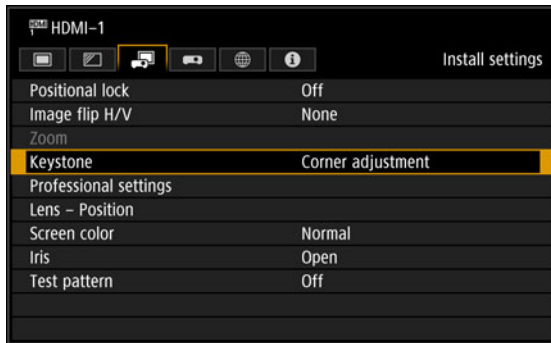 HDMI HDMI-1
Install settings
Positional lock Off
Image flip H/V None
Zoom
Keystone Corner adjustment
Professional settings
Lens – Position
Screen color Normal
Iris Open
Test pattern Off